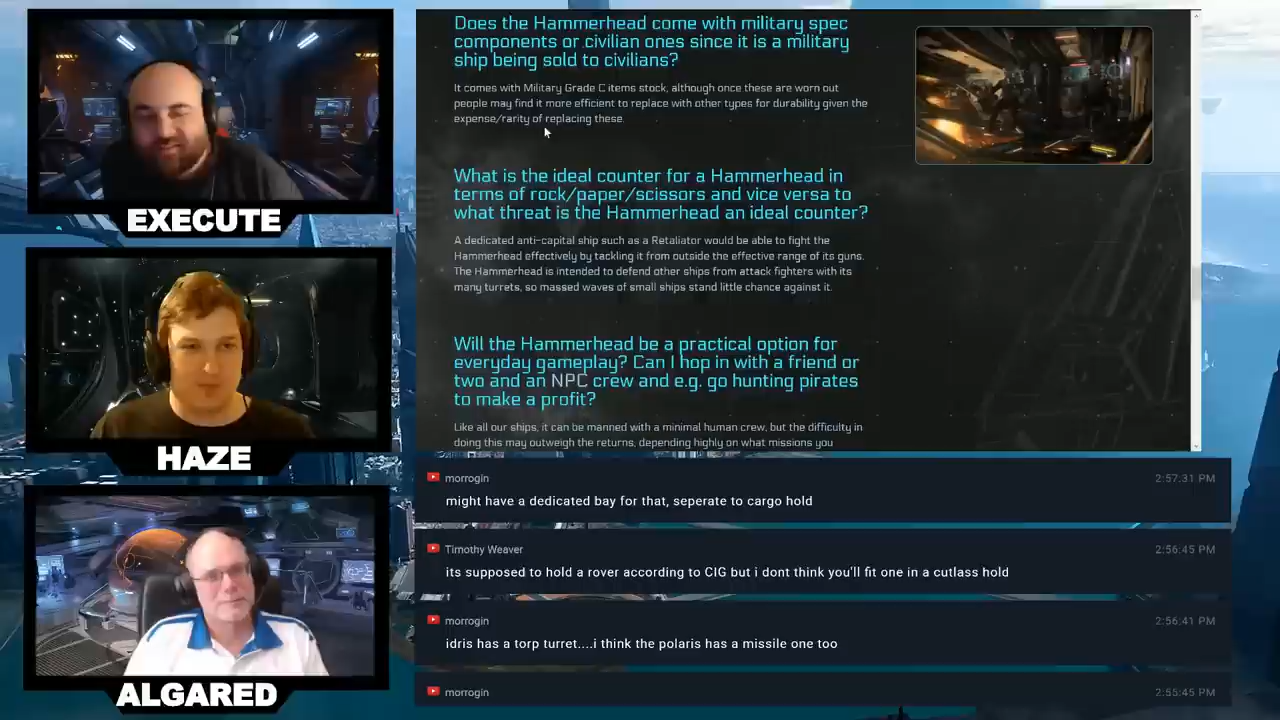 EXECUTE
HAZE
ALGARED
Does the Hammerhead come with military spec
components or civilian ones since it is a military
ship being sold to civilians?
It comes with Military Grade C items stock, although once these are worn out
people may find it more efficient to replace with other types for durability given the
expense/rarity of replacing these.
What is the ideal counter for a Hammerhead in
terms of rock/paper/scissors and vice versa to
what threat is the Hammerhead an ideal counter?
A dedicated anti-capital ship such as a Retaliator would be able to fight the
Hammerhead effectively by tackling it from outside the effective range of its guns.
The Hammerhead is intended to defend other ships from attack fighters with its
many turrets, so massed waves of small ships stand little chance against it.
Will the Hammerhead be a practical option for
everyday gameplay? Can I hop in with a friend or
two and an NPC crew and e.g. go hunting pirates
to make a profit?
Like all our ships, it can be manned with a minimal human crew, but the difficulty in
doing this may outweigh the returns, depending highly on what missions you
morrogin
2:57:31 PM
might have a dedicated bay for that, seperate to cargo hold
Timothy Weaver
2:56:45 PM
its supposed to hold a rover according to CIG but i dont think you'll fit one in a cutlass hold
morrogin
2:56:41 PM
idris has a torp turret....i think the polaris has a missile one too
morrogin
2:55:45 PM